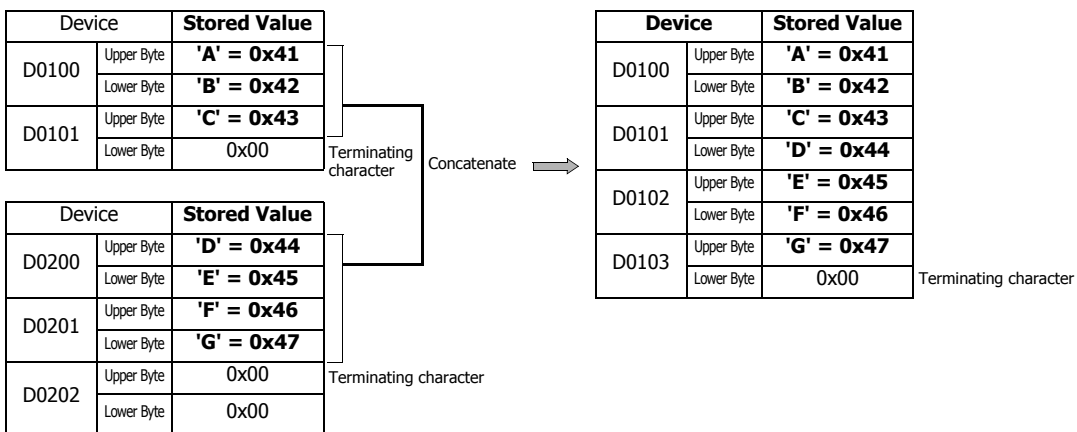 Device Stored Value
D0100 Upper Byte 'A' = 0x41
Lower Byte 'B' = 0x42
D0101 Upper Byte 'C' = 0x43
Lower Byte 0x00
Terminating
character
Device Stored Value
D0200 Upper Byte 'D' = 0x44
Lower Byte 'E' = 0x45
D0201 Upper Byte 'F' = 0x46
Lower Byte 'G' = 0x47
D0202 Upper Byte 0x00 Terminating character
Lower Byte 0x00
Concatenate
Device Stored Value
D0100 Upper Byte 'A' = 0x41
Lower Byte 'B' = 0x42
D0101 Upper Byte 'C' = 0x43
Lower Byte 'D' = 0x44
D0102 Upper Byte 'E' = 0x45
Lower Byte 'F' = 0x46
D0103 Upper Byte 'G' = 0x47
Lower Byte 0x00 Terminating character